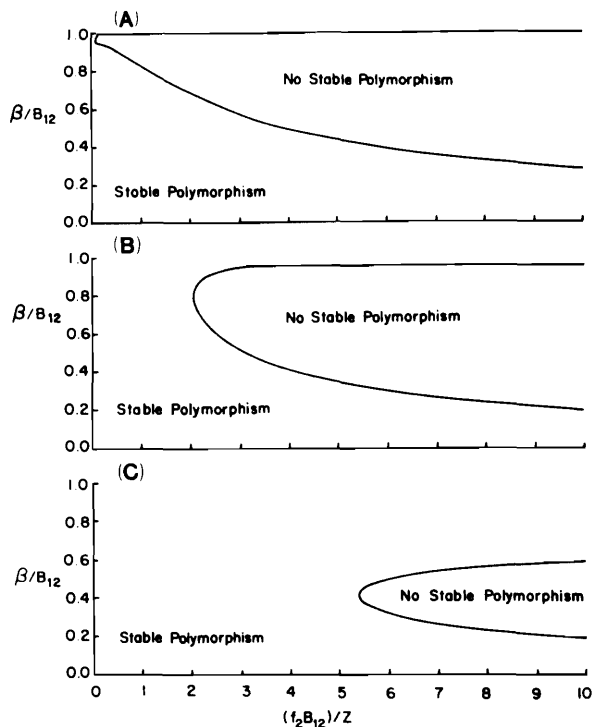 (A)
1.0
0.8
0.6
0.4
0.2
0.0
β/B12
No Stable Polymorphism
Stable Polymorphism
(B)
1.0
0.8
0.6
0.4
0.2
0.0
β/B12
No Stable Polymorphism
Stable Polymorphism
(C)
1.0
0.8
0.6
0.4
0.2
0.0
β/B12
No Stable Polymorphism
Stable Polymorphism
0 1 2 3 4 5 6 7 8 9 10
(f2B12)/Z